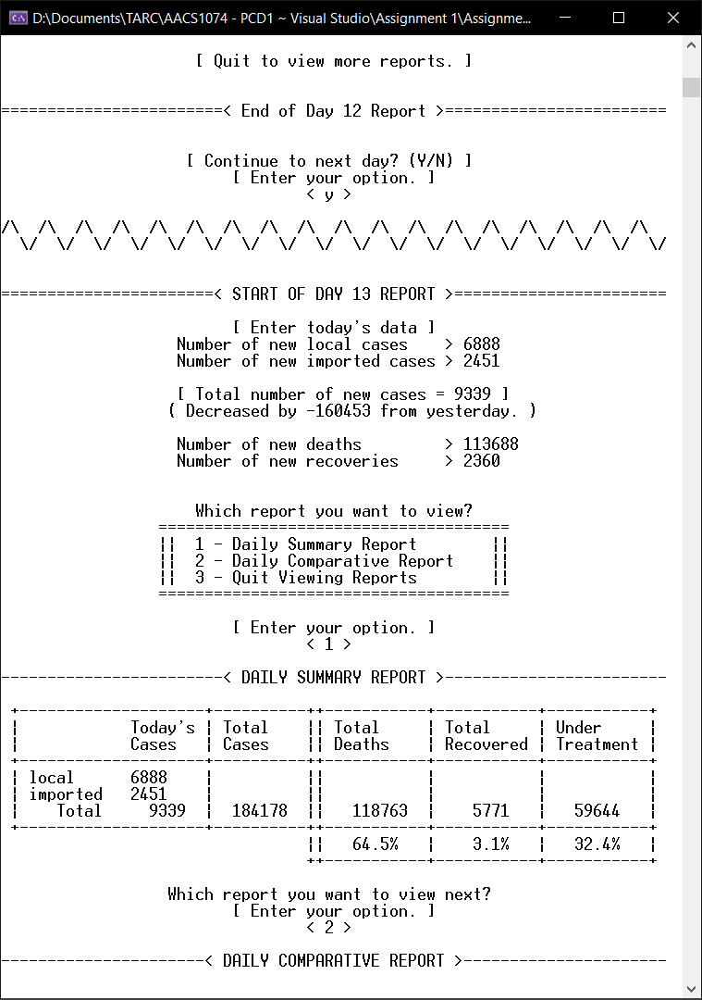 D:\Documents\TARC\AACS1074 - PCD1 ~ Visual Studio\Assignment 1\Assignme...
[ Quit to view more reports. ]
========================< End of Day 12 Report >========================
[ Continue to next day? (Y/N) ]
[ Enter your option. ]
< y >
/\  /\  /\  /\  /\  /\  /\  /\  /\  /\  /\  /\  /\  /\  /\  /\  /\  /\
  \/  \/  \/  \/  \/  \/  \/  \/  \/  \/  \/  \/  \/  \/  \/  \/  \/  \/
=======================< START OF DAY 13 REPORT >=======================
[ Enter today's data ]
Number of new local cases    > 6888
Number of new imported cases > 2451
[ Total number of new cases = 9339 ]
( Decreased by -160453 from yesterday. )
Number of new deaths         > 113688
Number of new recoveries     > 2360
Which report you want to view?
======================================
||  1 - Daily Summary Report        ||
||  2 - Daily Comparative Report    ||
||  3 - Quit Viewing Reports        ||
======================================
[ Enter your option. ]
< 1 >
------------------------< DAILY SUMMARY REPORT >------------------------
+--------------------+----------++-----------+-----------+-----------+
|            Today's | Total    || Total     | Total     | Under     |
|            Cases   | Cases    || Deaths    | Recovered | Treatment |
+--------------------+----------++-----------+-----------+-----------+
| local      6888    |          ||           |           |           |
| imported   2451    |          ||           |           |           |
|    Total     9339  |  184178  ||   118763  |    5771   |   59644   |
+--------------------+----------++-----------+-----------+-----------+
||   64.5%   |    3.1%   |   32.4%   |
++-----------+-----------+-----------+
Which report you want to view next?
[ Enter your option. ]
< 2 >
----------------------< DAILY COMPARATIVE REPORT >----------------------